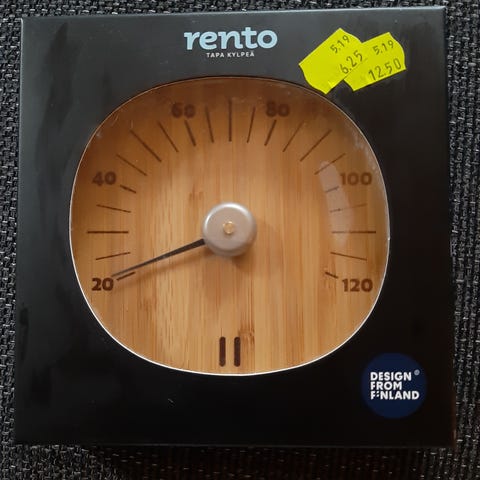 rento
TAPA KYLPEÄ
5.19
6.25
5.19
12.50
60
80
40
100
20
120
DESIGN
FROM
FINLAND